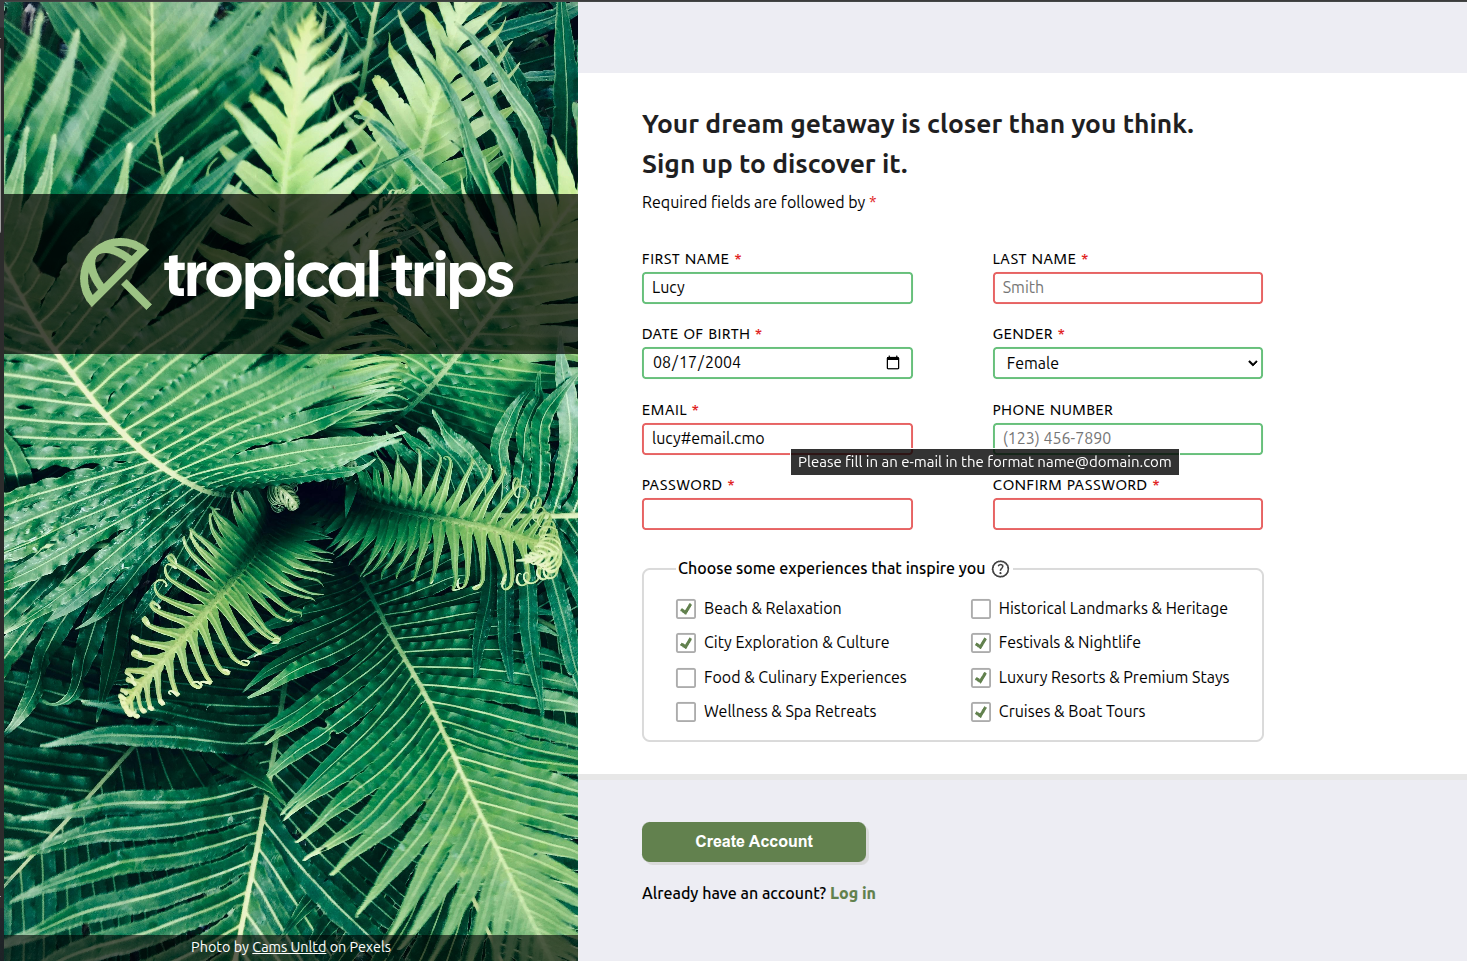 tropical trips
Photo by Cams Unltd on Pexels
Your dream getaway is closer than you think.
Sign up to discover it.
Required fields are followed by *
FIRST NAME *
Lucy
LAST NAME *
Smith
DATE OF BIRTH *
08/17/2004
GENDER *
Female
EMAIL *
lucy#email.cmo
PHONE NUMBER
(123) 456-7890
Please fill in an e-mail in the format name@domain.com
PASSWORD *
CONFIRM PASSWORD *
Choose some experiences that inspire you ?
Beach & Relaxation
Historical Landmarks & Heritage
City Exploration & Culture
Festivals & Nightlife
Food & Culinary Experiences
Luxury Resorts & Premium Stays
Wellness & Spa Retreats
Cruises & Boat Tours
Create Account
Already have an account? Log in